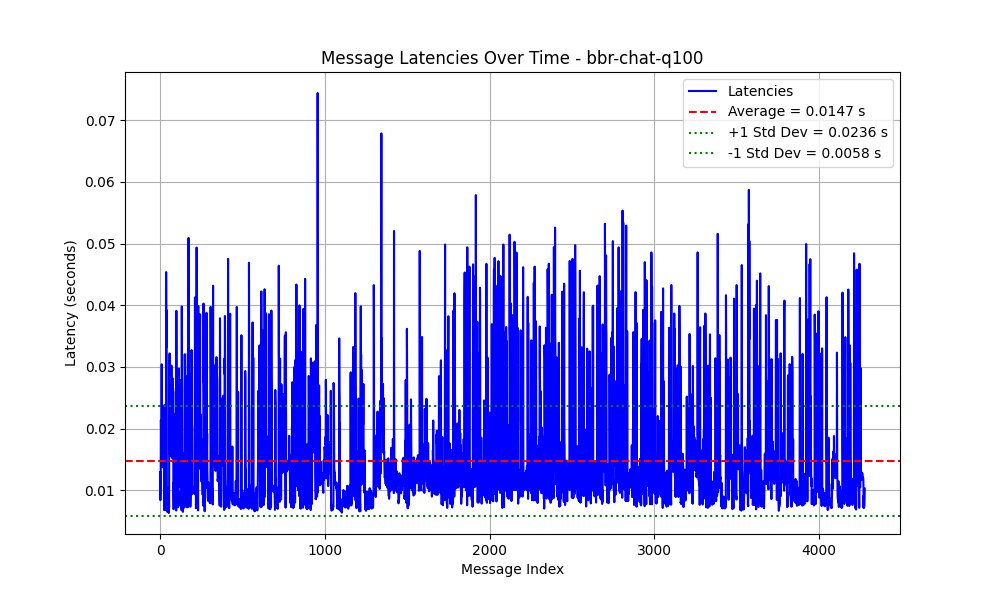 Message Latencies Over Time - bbr-chat-q100
Latencies
Average = 0.0147 s
+1 Std Dev = 0.0236 s
-1 Std Dev = 0.0058 s
Latency (seconds)
0.07
0.06
0.05
0.04
0.03
0.02
0.01
0 1000 2000 3000 4000
Message Index